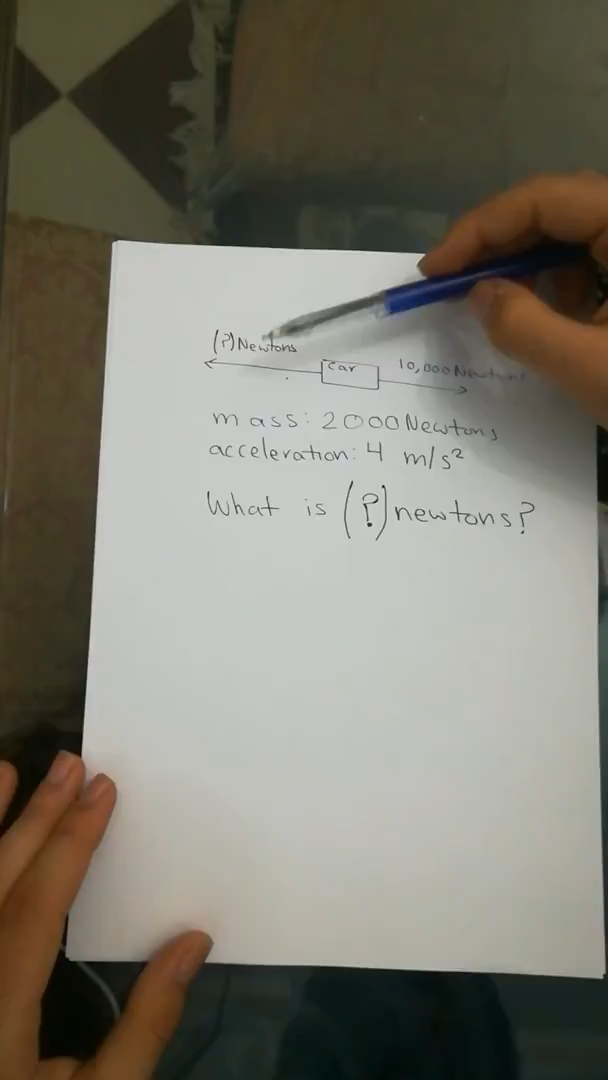 (?) Newtons
Car
10,000 Newtons
mass: 2000 Newtons
acceleration: 4 m/s²
What is (?) newtons?